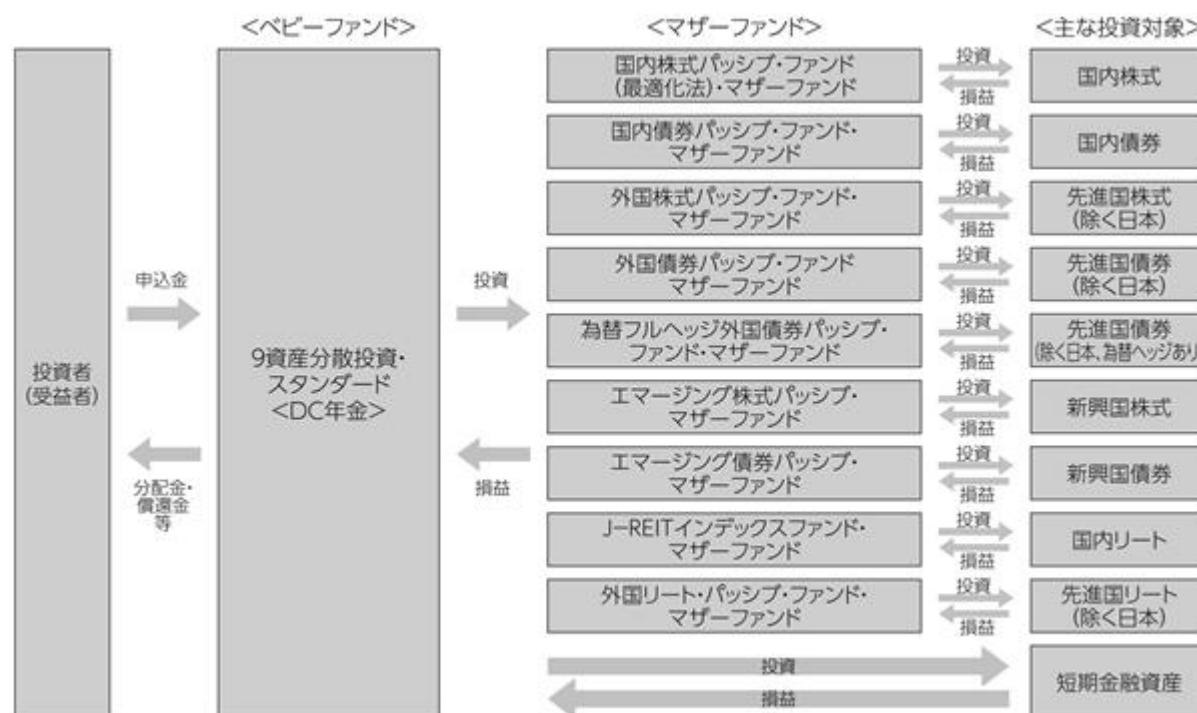 <ベビーファンド>
<マザーファンド>
<主な投資対象>
投資者
(受益者)
申込金
分配金・
償還金
等
9資産分散投資・
スタンダード
<DC年金>
投資
損益
国内株式パッシブ・ファンド
(最適化法)・マザーファンド
投資
損益
国内株式
国内債券パッシブ・ファンド・
マザーファンド
投資
損益
国内債券
外国株式パッシブ・ファンド・
マザーファンド
投資
損益
先進国株式
(除く日本)
外国債券パッシブ・ファンド
マザーファンド
投資
損益
先進国債券
(除く日本)
為替フルヘッジ外国債券パッシブ・
ファンド・マザーファンド
投資
損益
先進国債券
(除く日本、為替ヘッジあり
エマージング株式パッシブ・
マザーファンド
投資
損益
新興国株式
エマージング債券パッシブ・
マザーファンド
投資
損益
新興国債券
J-REITインデックスファンド・
マザーファンド
投資
損益
国内リート
外国リート・パッシブ・ファンド・
マザーファンド
投資
損益
先進国リート
(除く日本)
投資
損益
短期金融資産